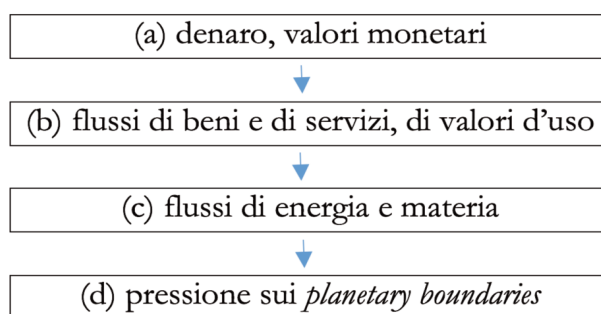 (a) denaro, valori monetari
(b) flussi di beni e di servizi, di valori d’uso
(c) flussi di energia e materia
(d) pressione sui planetary boundaries